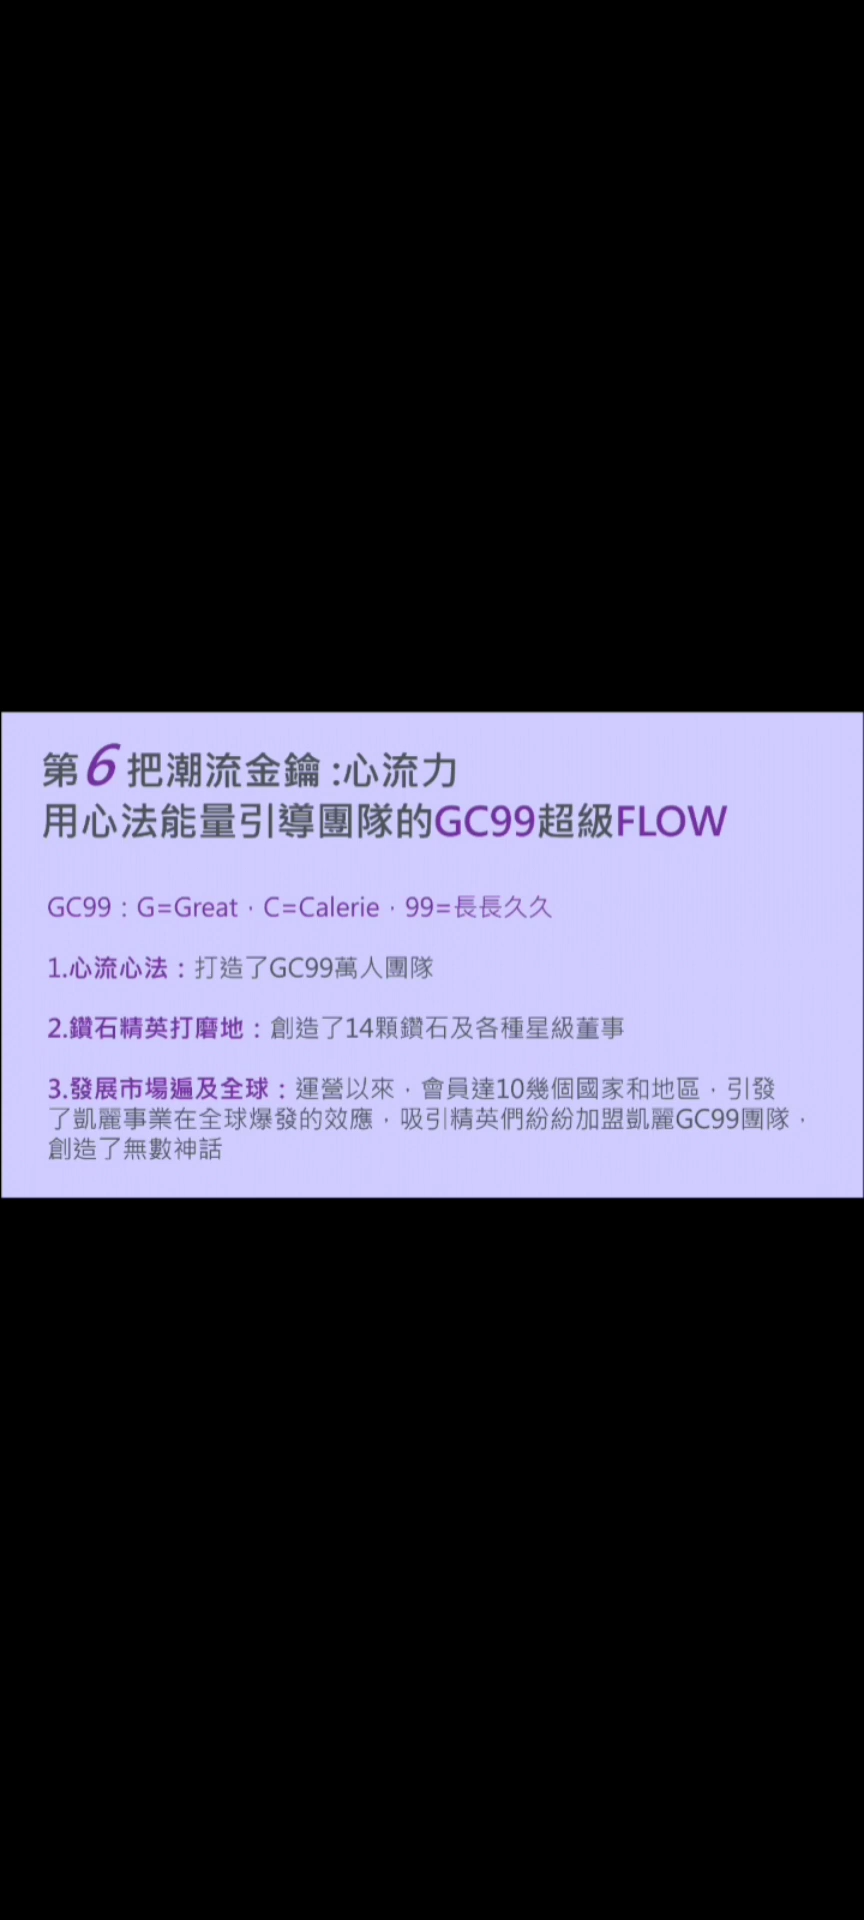 第6把潮流金鑰:心流力
用心法能量引導團隊的GC99超級FLOW
GC99：G=Great，C=Calerie，99=長長久久
1.心流心法：打造了GC99萬人團隊
2.鑽石精英打磨地：創造了14顆鑽石及各種星級董事
3.發展市場遍及全球：運營以來，會員達10幾個國家和地區，引發
了凱麗事業在全球爆發的效應，吸引精英們紛紛加盟凱麗GC99團隊，
創造了無數神話